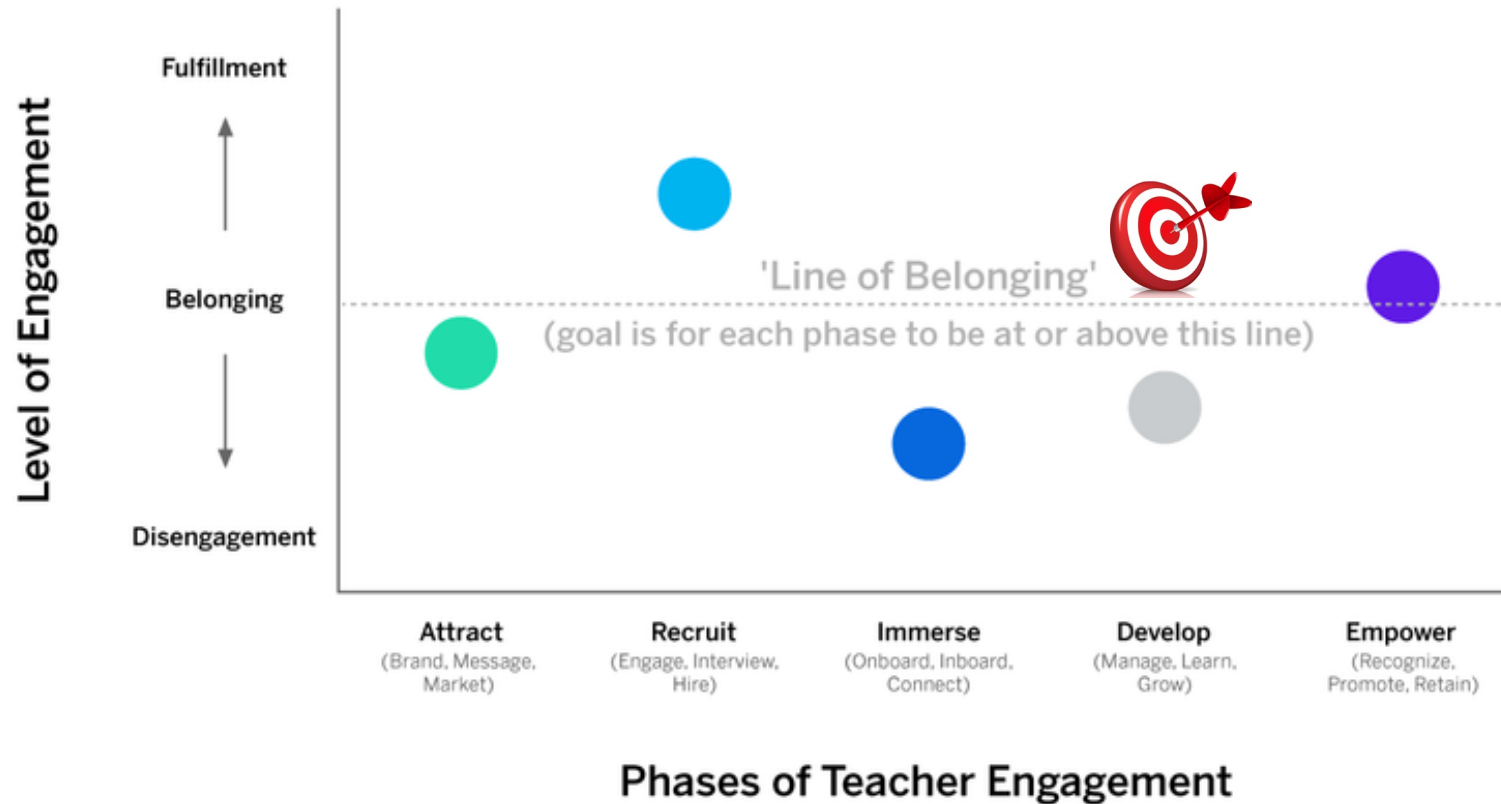 Level of Engagement
Fulfillment
Belonging
Disengagement
'Line of Belonging'
(goal is for each phase to be at or above this line)
Attract
(Brand, Message,
Market)
Recruit
(Engage, Interview,
Hire)
Immerse
(Onboard, Inboard,
Connect)
Develop
(Manage, Learn,
Grow)
Empower
(Recognize,
Promote, Retain)
Phases of Teacher Engagement